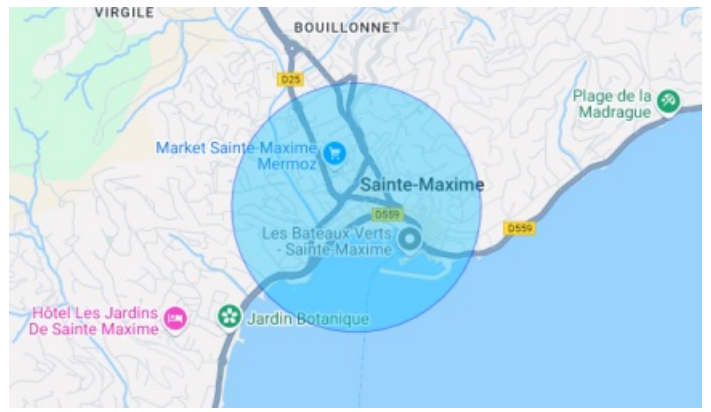 VIRGILE
BOUILLONNET
D25
Plage de la
Madrague
Market Sainte-Maxime
Mermoz
Sainte-Maxime
D559
D559
Les Bateaux Verts
- Sainte-Maxime
Hôtel Les Jardins
De Sainte Maxime
Jardin Botanique